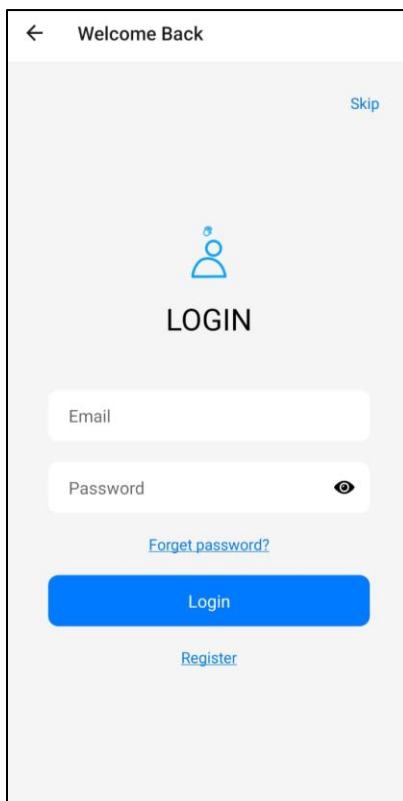 Welcome Back
Skip
LOGIN
Email
Password
Forget password?
Login
Register